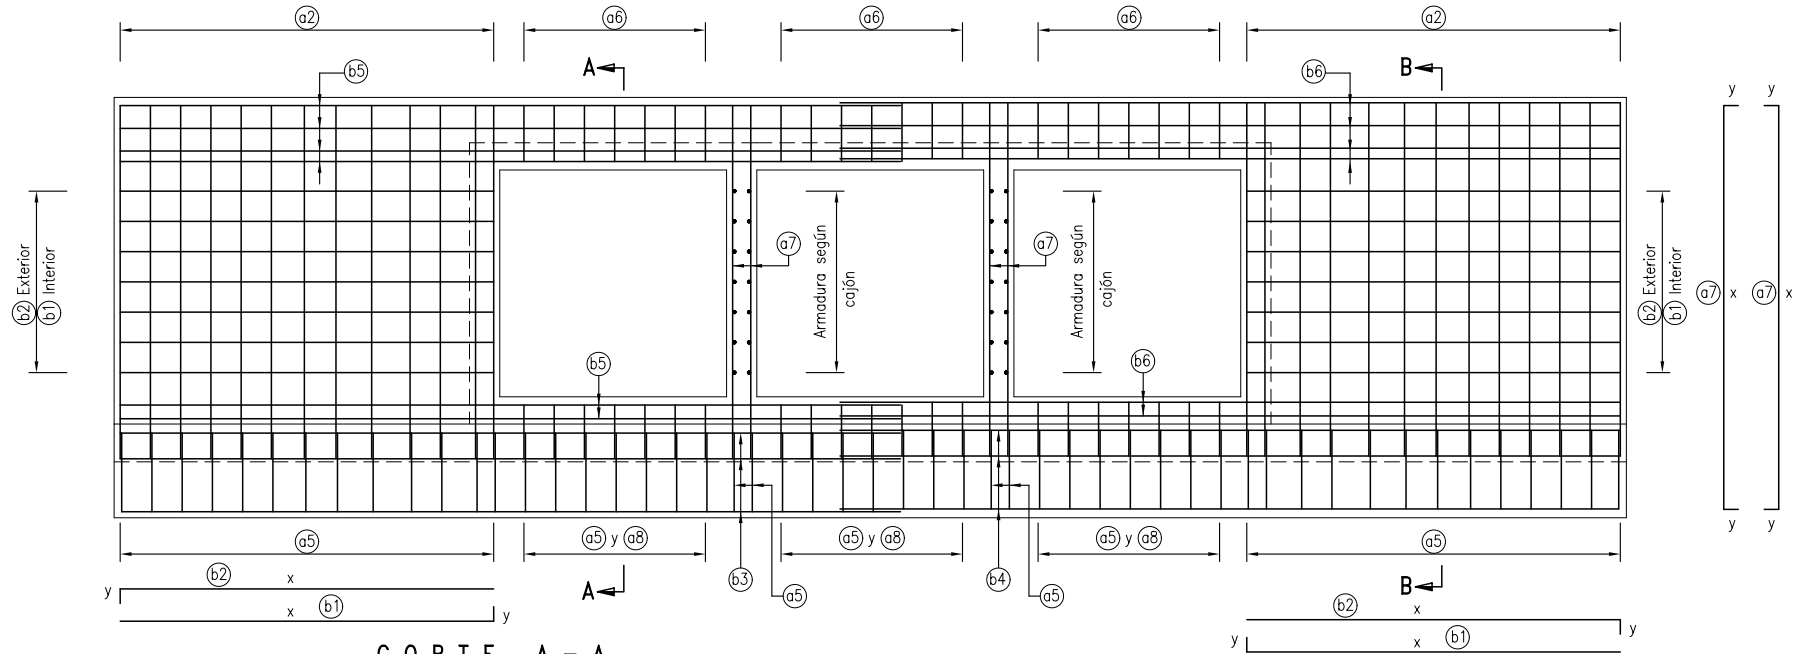 a2 a6 a6 a6 a2
A B
b5 b6
y y y y
a7 a7
b2 Exterior
b1 Interior
Armadura según
cajón
Armadura según
cajón
b2 Exterior
b1 Interior
a7 x a7 x
b5 b6
y y
a5 a5 y a8 a5 y a8 a5 y a8 a5
b2 x b3 b4
y A a5 a5 B
x b1 y b2 x y
y x b1
CORTE A-A